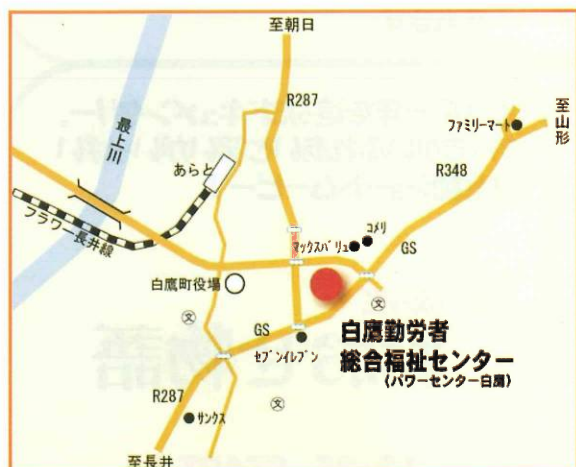 至朝日
R287
至山形
ファミリーマート
最上川
あらと
R348
フラワー長井線
コメリ
マックスバリュ
GS
白鷹町役場
文
文
GS
セブンイレブン
白鷹勤労者
総合福祉センター
(パワーセンター白鷹)
R287
サンクス
文
至長井